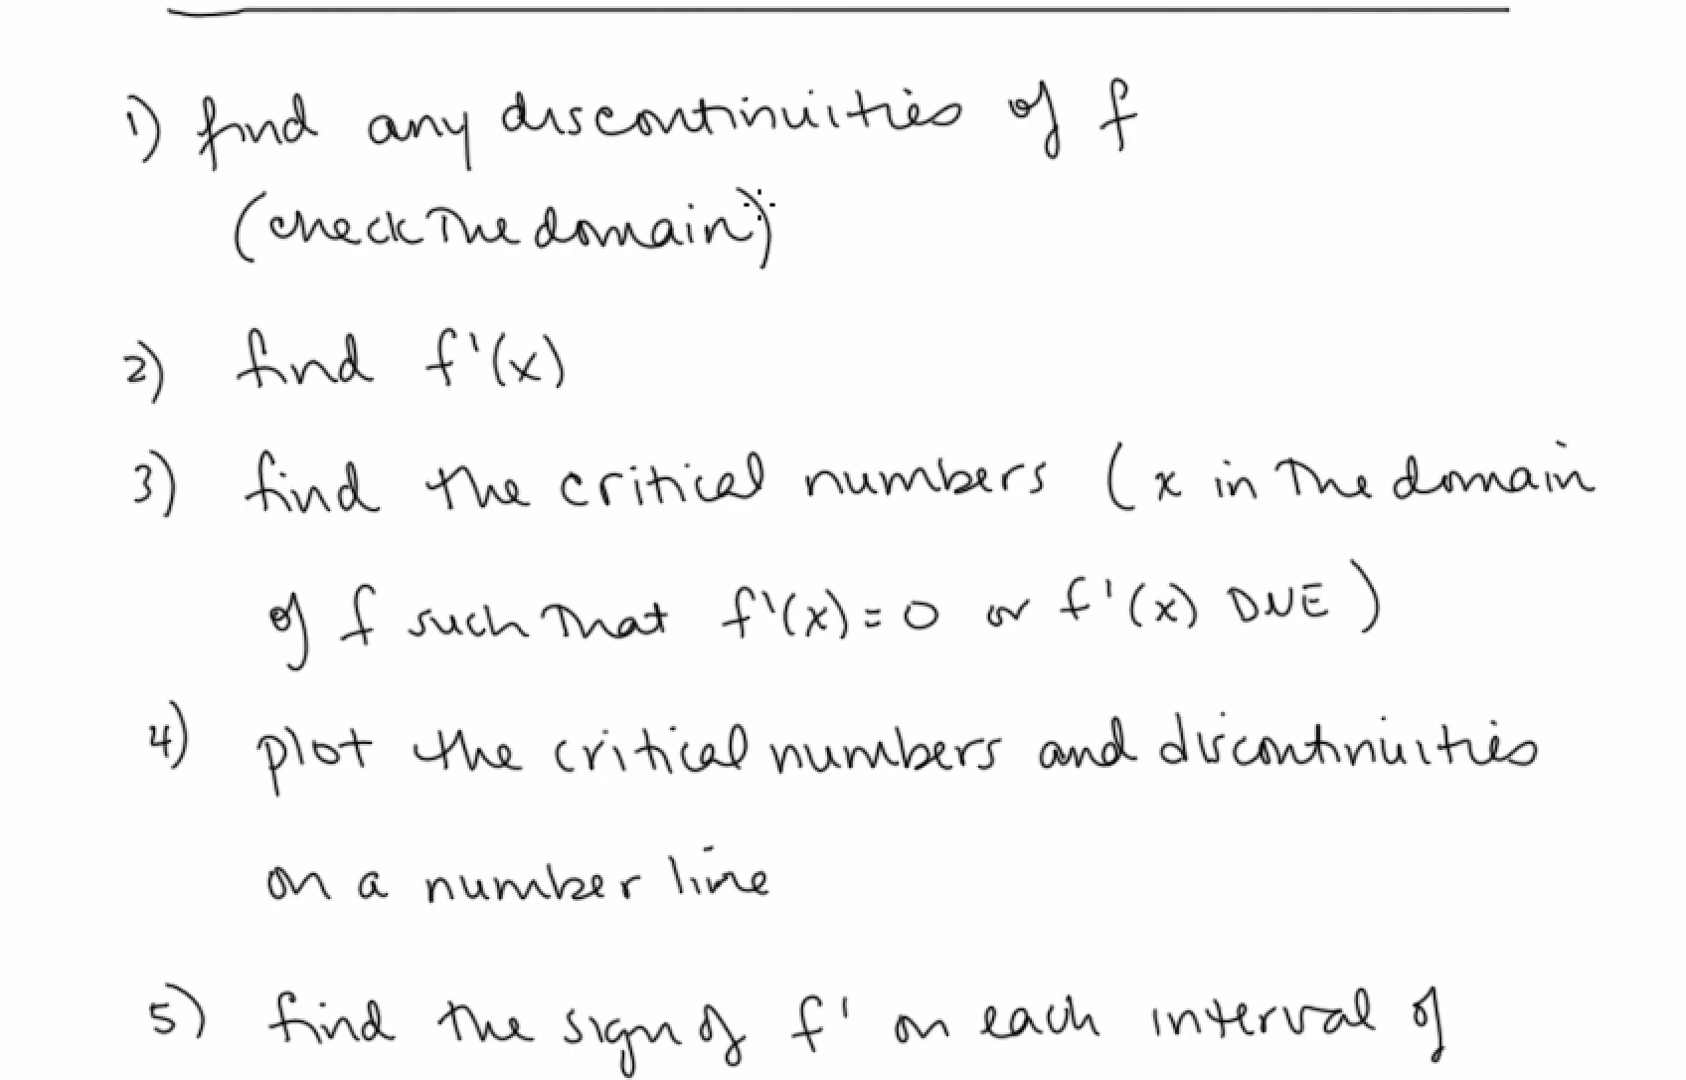 1) find any discontinuities of f
(check the domain)
2) find f'(x)
3) find the critical numbers (x in the domain
of f such that f'(x)=0 or f'(x) DNE)
4) plot the critical numbers and discontinuities
on a number line
5) find the sign of f' on each interval of